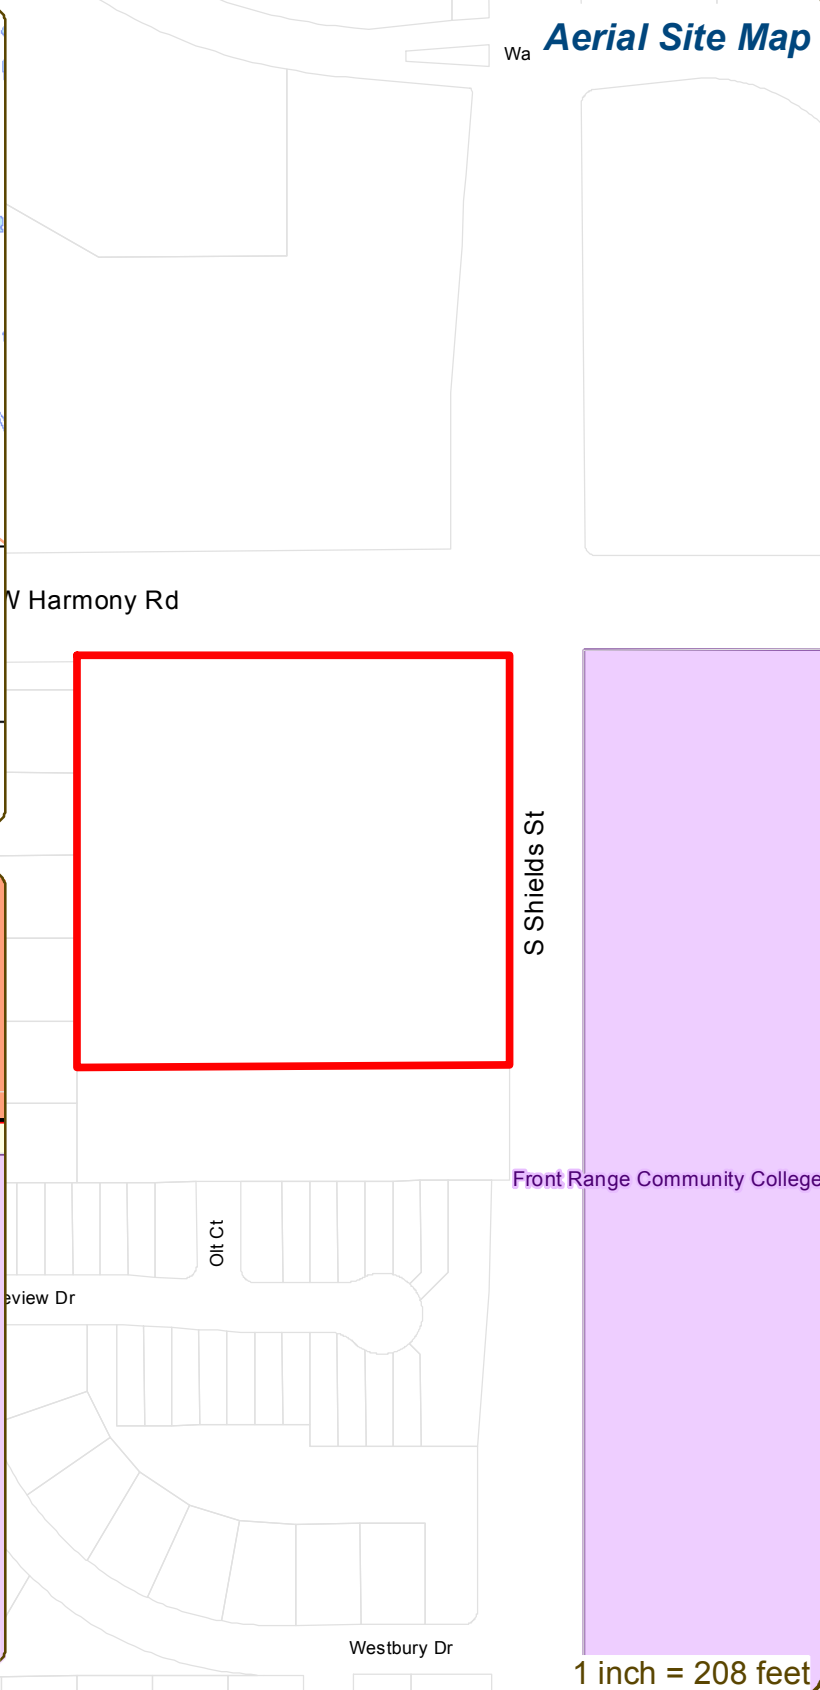 Aerial Site Map
Wa
W Harmony Rd
S Shields St
Front Range Community College
Olt Ct
eview Dr
Westbury Dr
1 inch = 208 feet